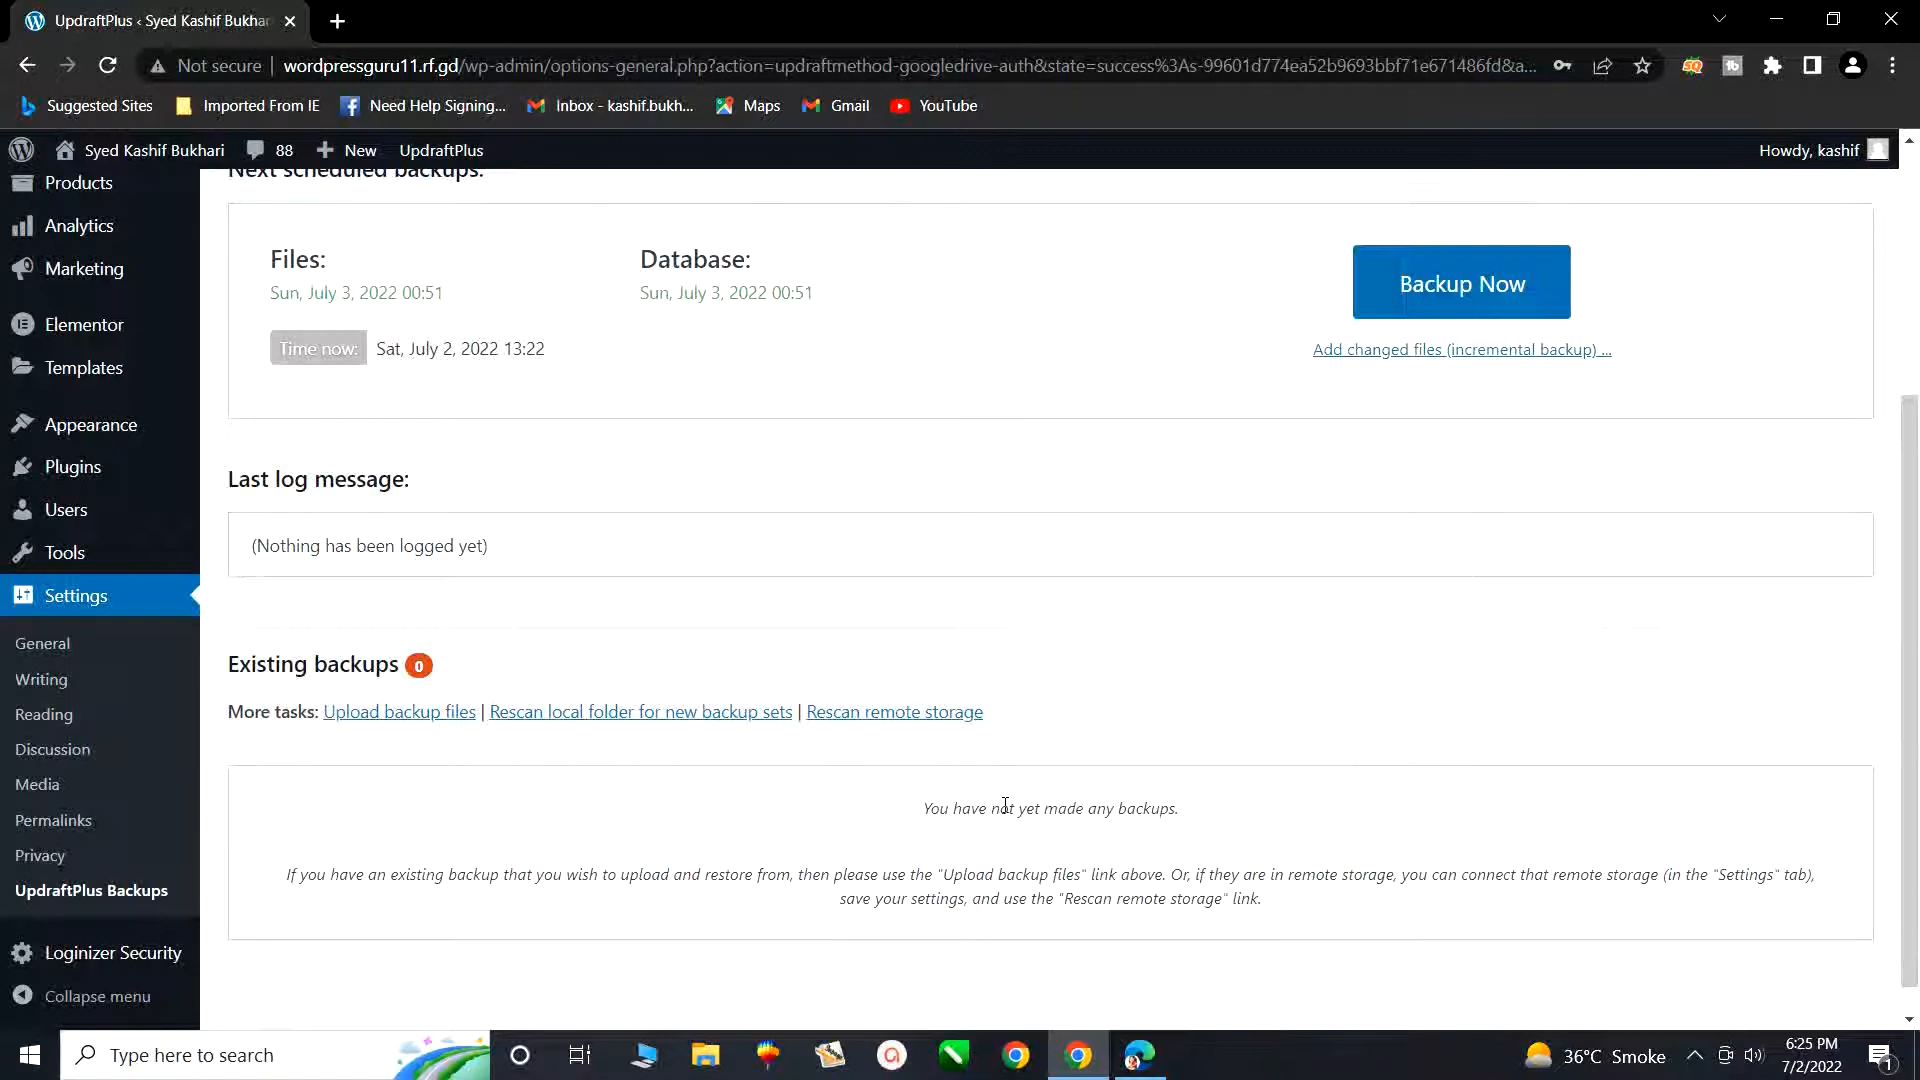 UpdraftPlus ‹ Syed Kashif Bukhar
Not secure
wordpressguru11.rf.gd/wp-admin/options-general.php?action=updraftmethod-googledrive-auth&state=success%3As-99601d774ea52b9693bbf71e671486fd&a...
Suggested Sites
Imported From IE
Need Help Signing...
Inbox - kashif.bukh...
Maps
Gmail
YouTube
Syed Kashif Bukhari
88
New
UpdraftPlus
Howdy, kashif
Products
Analytics
Marketing
Elementor
Templates
Appearance
Plugins
Users
Tools
Settings
General
Writing
Reading
Discussion
Media
Permalinks
Privacy
UpdraftPlus Backups
Loginizer Security
Collapse menu
Next scheduled backups:
Files:
Sun, July 3, 2022 00:51
Database:
Sun, July 3, 2022 00:51
Time now: Sat, July 2, 2022 13:22
Backup Now
Add changed files (incremental backup) ...
Last log message:
(Nothing has been logged yet)
Existing backups 0
More tasks: Upload backup files | Rescan local folder for new backup sets | Rescan remote storage
You have not yet made any backups.
If you have an existing backup that you wish to upload and restore from, then please use the "Upload backup files" link above. Or, if they are in remote storage, you can connect that remote storage (in the "Settings" tab),
save your settings, and use the "Rescan remote storage" link.
Type here to search
36°C Smoke
6:25 PM
7/2/2022
1